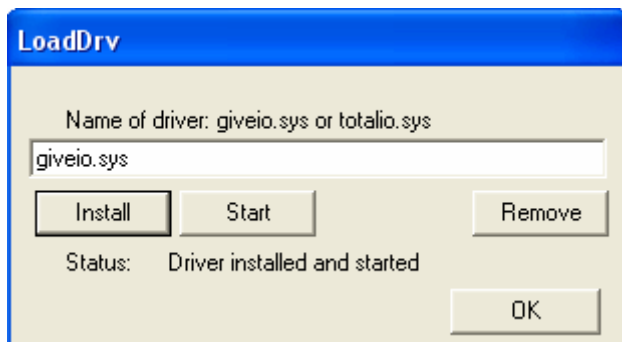 LoadDrv
Name of driver: giveio.sys or totalio.sys
giveio.sys
Install Start Remove
Status: Driver installed and started
OK